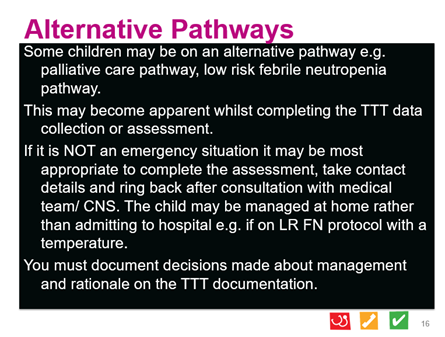 Alternative Pathways
Some children may be on an alternative pathway e.g.
palliative care pathway, low risk febrile neutropenia
pathway.
This may become apparent whilst completing the TTT data
collection or assessment.
If it is NOT an emergency situation it may be most
appropriate to complete the assessment, take contact
details and ring back after consultation with medical
team/ CNS. The child may be managed at home rather
than admitting to hospital e.g. if on LR FN protocol with a
temperature.
You must document decisions made about management
and rationale on the TTT documentation.
16